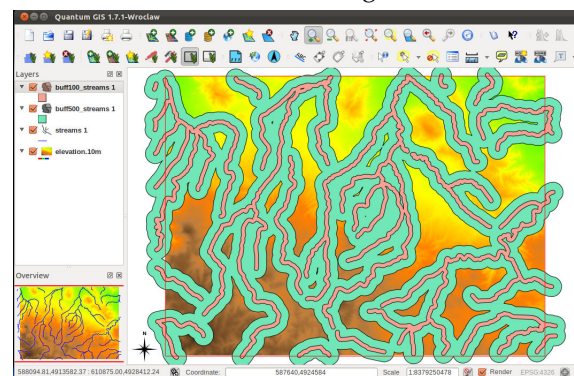 Quantum GIS 1.7.1-Wroclaw
Layers
buff100_streams 1
buff500_streams 1
streams 1
elevation.10m
Overview
N
588094.81,4913582.37 : 610875.00,4928412.24 Coordinate: 587640,4924584 Scale 1:8379250478 Render EPSG:4326